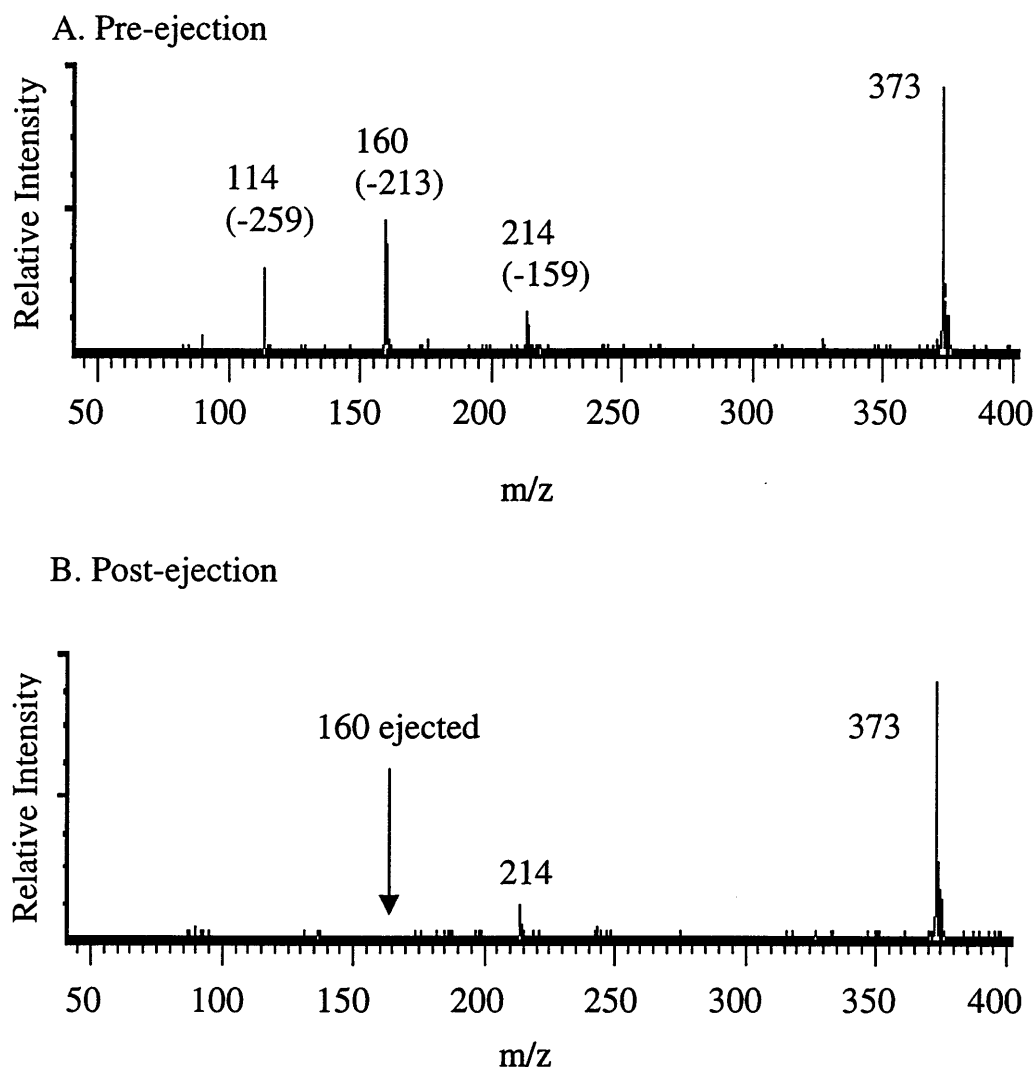 A. Pre-ejection
Relative Intensity
373
160
(-213)
114
(-259)
214
(-159)
50 100 150 200 250 300 350 400
m/z
B. Post-ejection
Relative Intensity
160 ejected
373
214
50 100 150 200 250 300 350 400
m/z